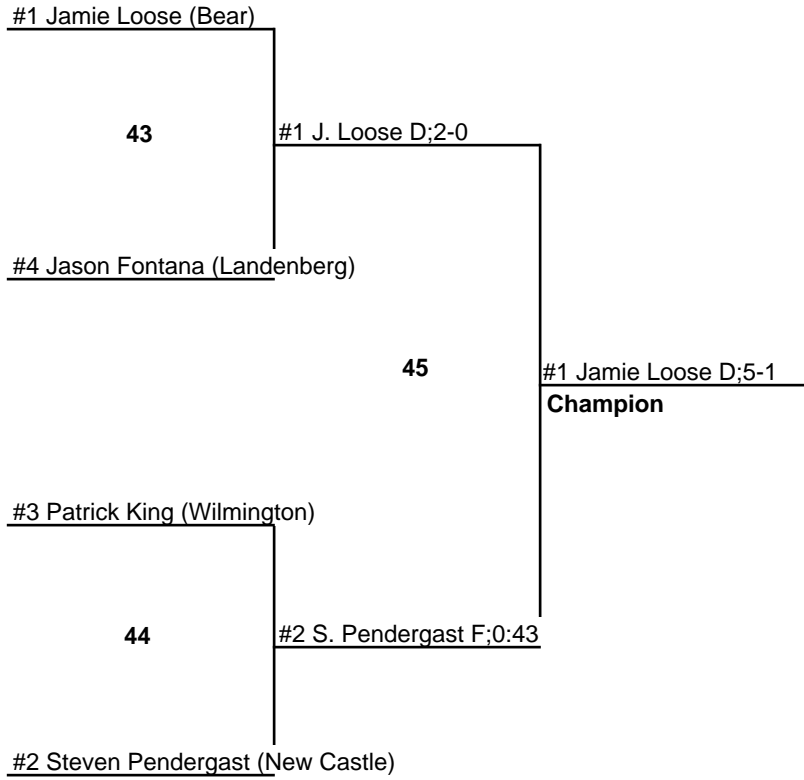 #1 Jamie Loose (Bear)
43
#1 J. Loose D;2-0
#4 Jason Fontana (Landenberg)
45
#1 Jamie Loose D;5-1
Champion
#3 Patrick King (Wilmington)
44
#2 S. Pendergast F;0:43
#2 Steven Pendergast (New Castle)